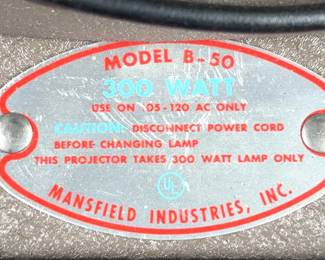 MODEL B-50
300 WATT
USE ON 105-120 AC ONLY
CAUTION: DISCONNECT POWER CORD
BEFORE CHANGING LAMP
THIS PROJECTOR TAKES 300 WATT LAMP ONLY
UL
MANSFIELD INDUSTRIES, INC.